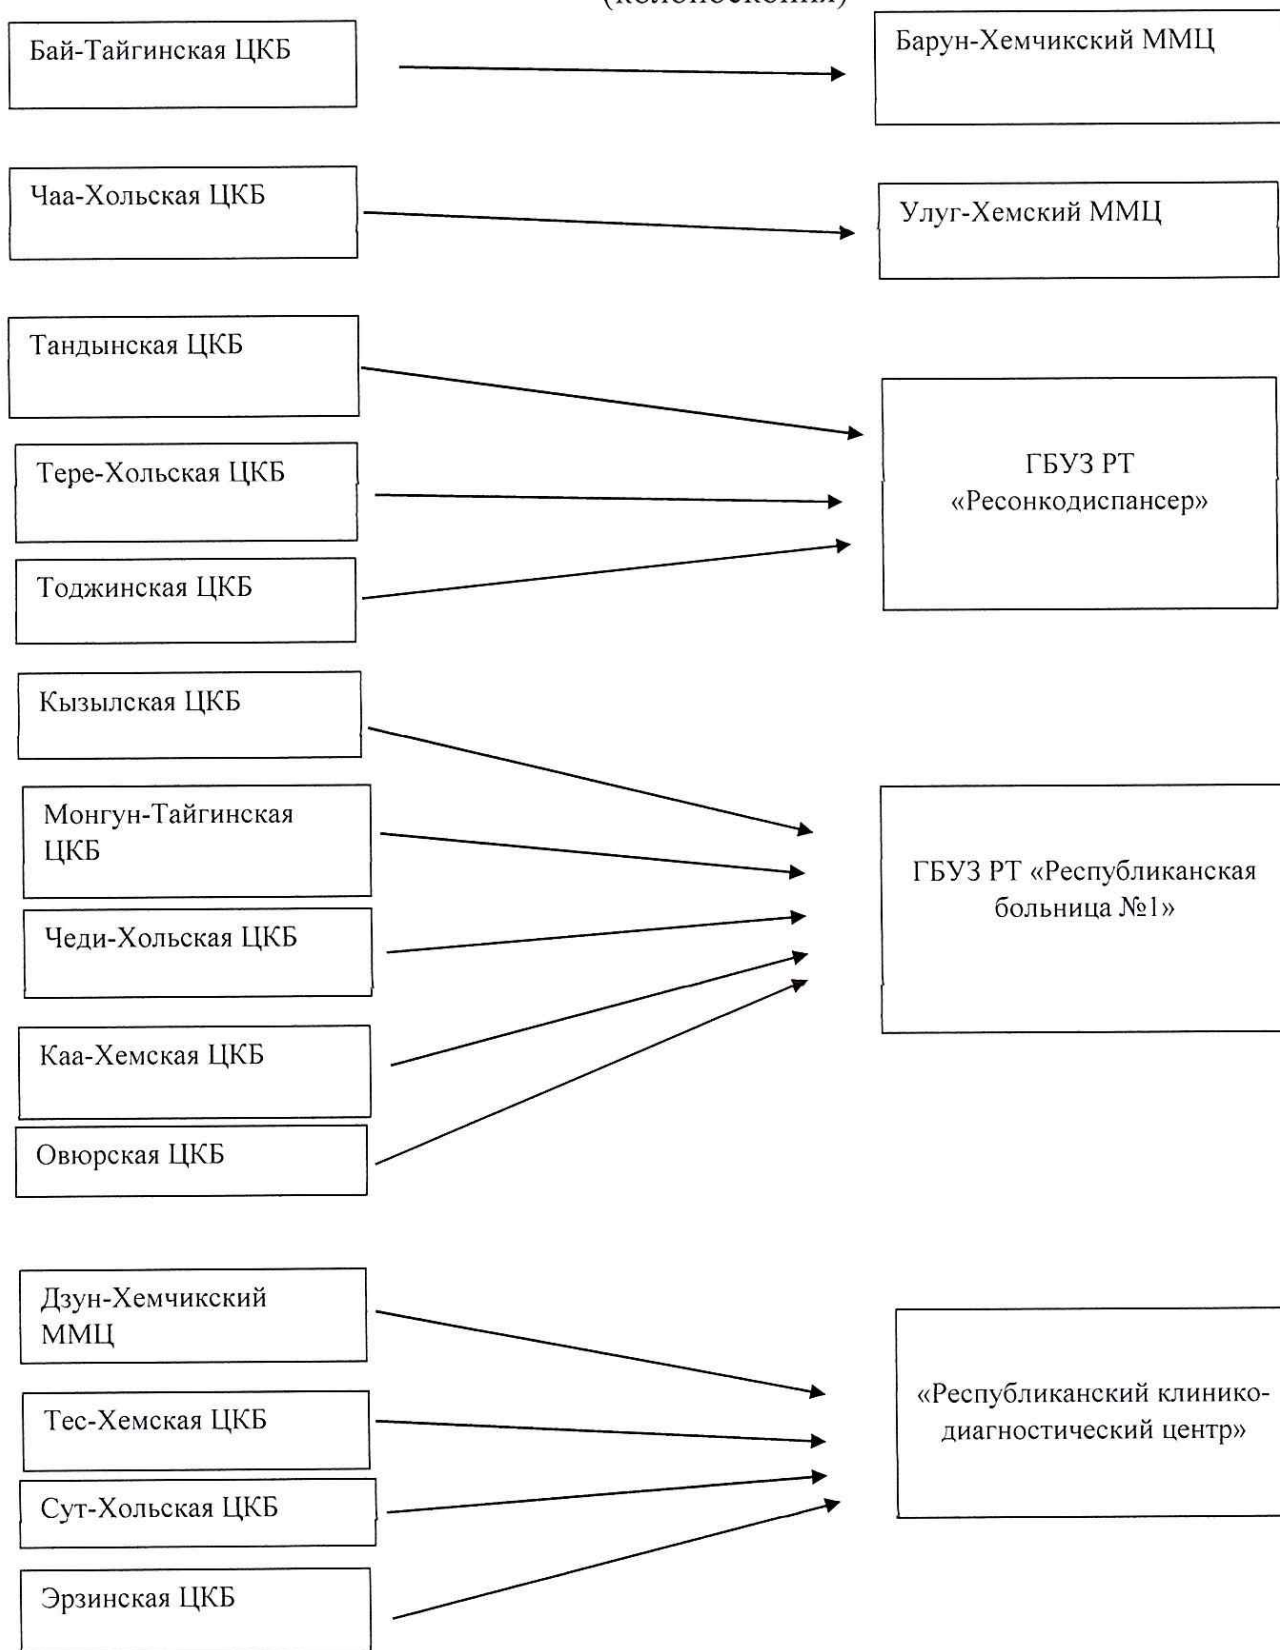 (колоноскопия)
Бай-Тайгинская ЦКБ
Барун-Хемчикский ММЦ
Чаа-Хольская ЦКБ
Улуг-Хемский ММЦ
Тандынская ЦКБ
Тере-Хольская ЦКБ
Тоджинская ЦКБ
ГБУЗ РТ
«Ресонкодиспансер»
Кызылская ЦКБ
Монгун-Тайгинская
ЦКБ
Чеди-Хольская ЦКБ
Каа-Хемская ЦКБ
Овюрская ЦКБ
ГБУЗ РТ «Республиканская
больница №1»
Дзун-Хемчикский
ММЦ
Тес-Хемская ЦКБ
Сут-Хольская ЦКБ
Эрзинская ЦКБ
«Республиканский клинико-
диагностический центр»